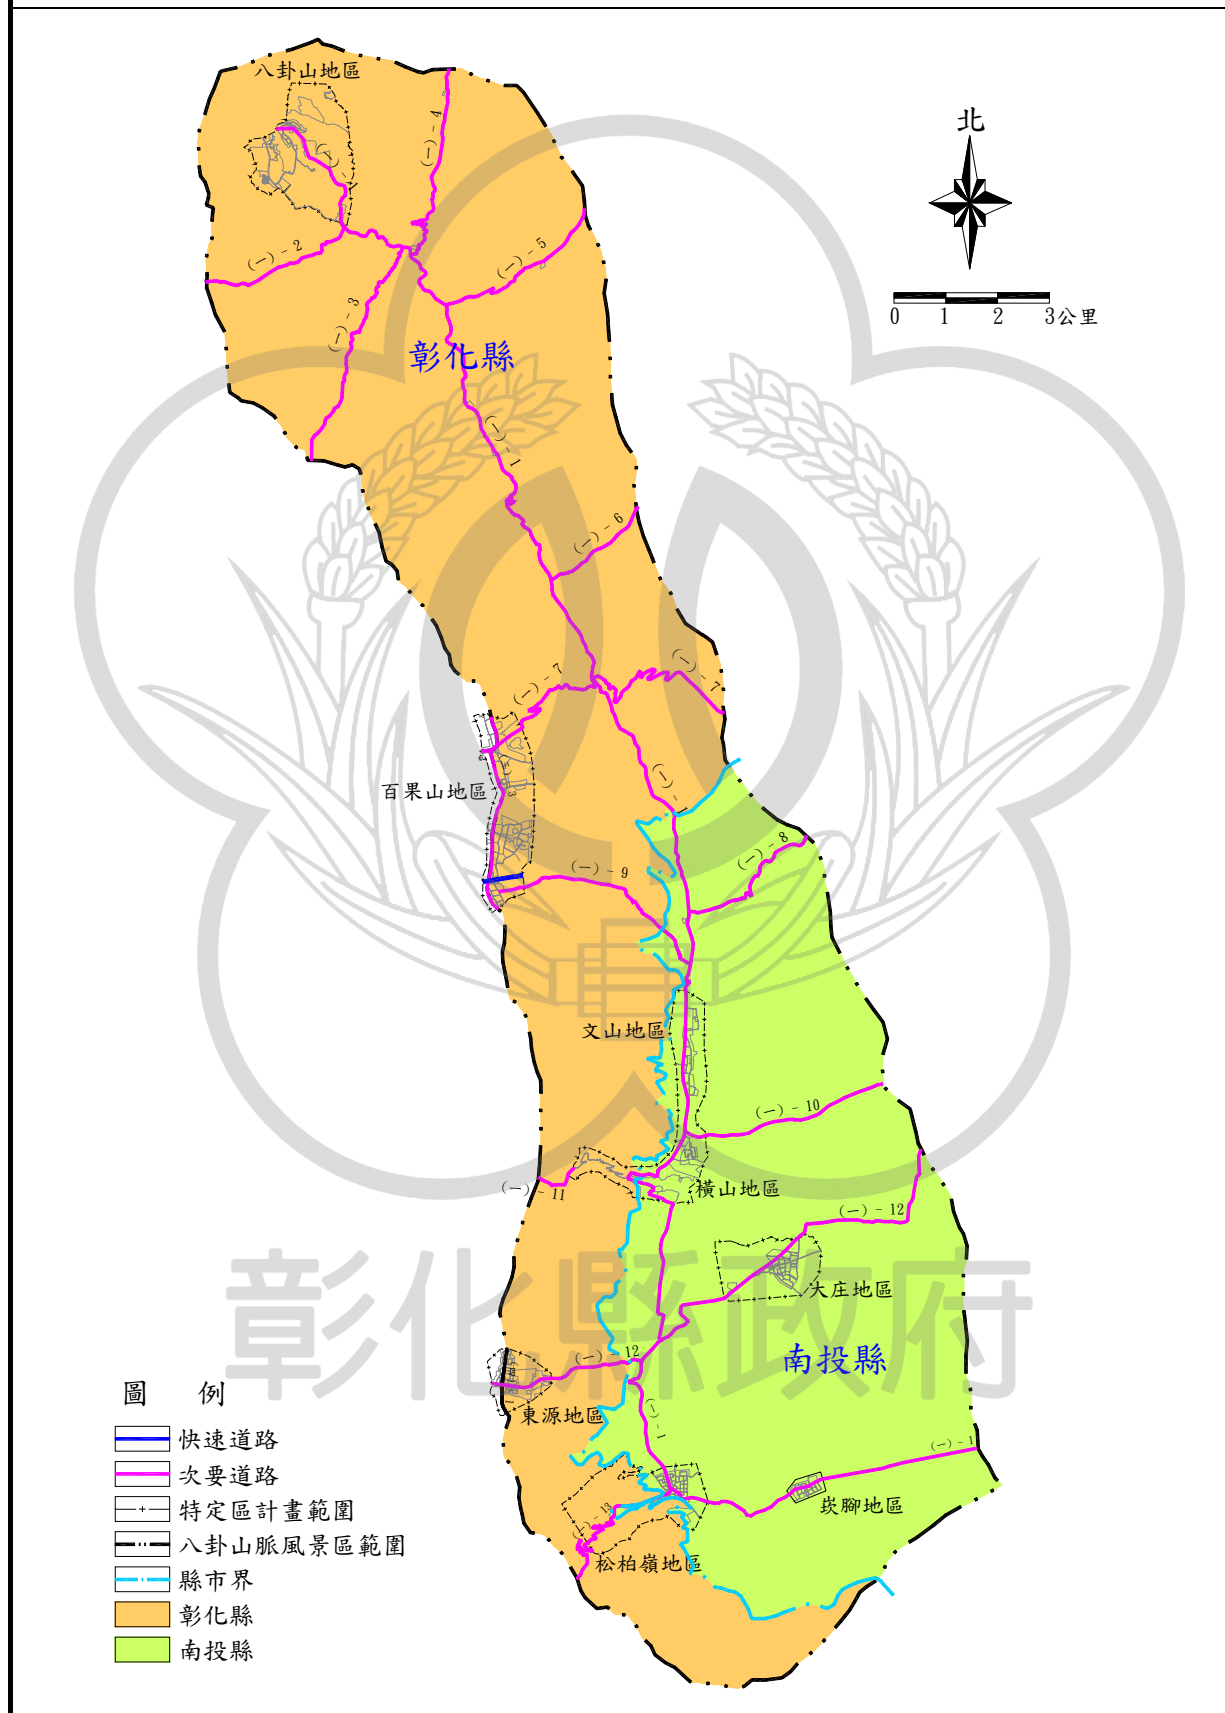 八卦山地區
北
(一)-4
(一)-1
(一)-5
(一)-2
0 1 2 3公里
(一)-3
彰化縣
(一)-1
(一)-6
(一)-7
(一)-7
百果山地區
(一)-1
(一)-8
(一)-9
文山地區
(一)-10
(一)-11
橫山地區
(一)-12
彰化縣政府
大庄地區
(一)-12
南投縣
東源地區
(一)-1
(一)-1
(一)-13
崁腳地區
松柏嶺地區
圖 例
快速道路
次要道路
特定區計畫範圍
八卦山脈風景區範圍
縣市界
彰化縣
南投縣